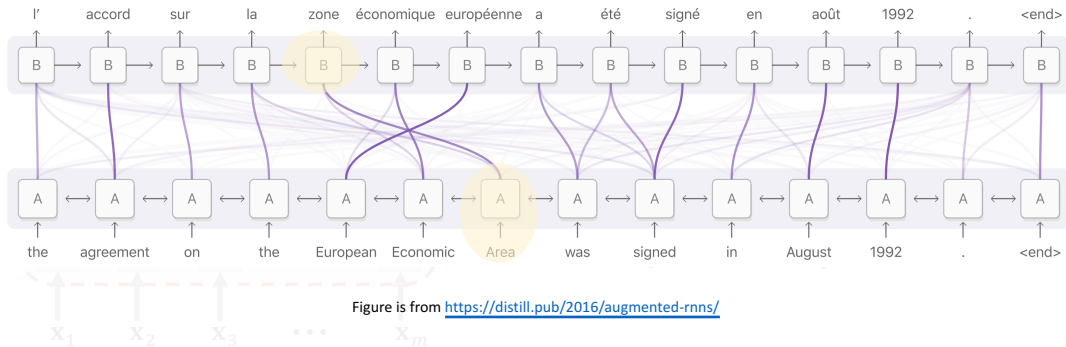 l' accord sur la zone économique européenne a été signé en août 1992 . <end>
B B B B B B B B B B B B B B B
A A A A A A A A A A A A A A
the agreement on the European Economic Area was signed in August 1992 . <end>
Figure is from https://distill.pub/2016/augmented-rnns/
x1 x2 x3 ••• xm